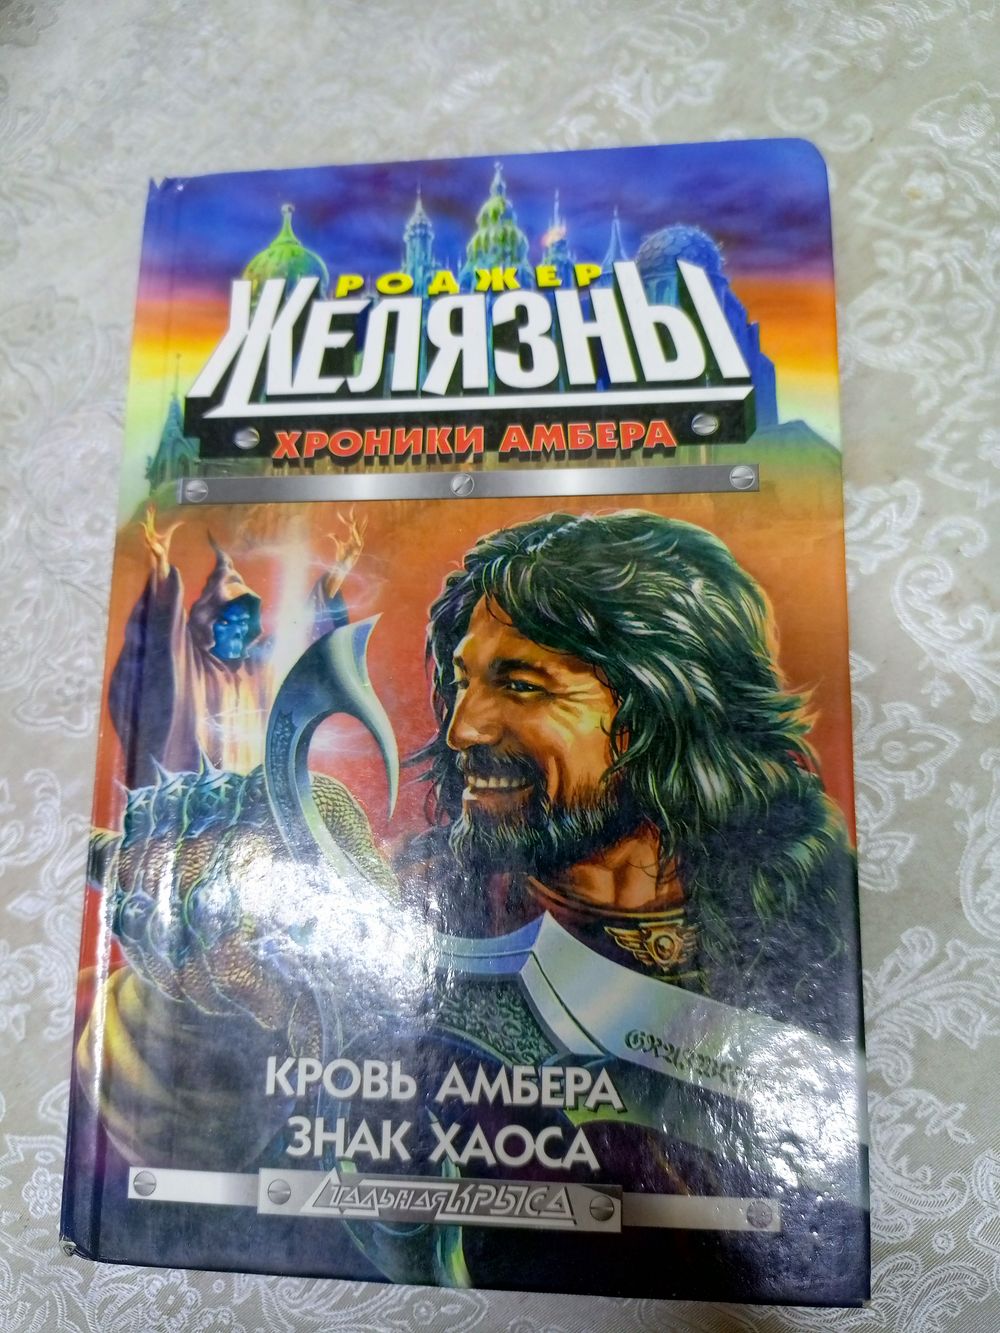 РОДЖЕР
ЖЕЛЯЗНЫ
ХРОНИКИ АМБЕРА
КРОВЬ АМБЕРА
ЗНАК ХАОСА
СТАЛЬНАЯ КРЫСА